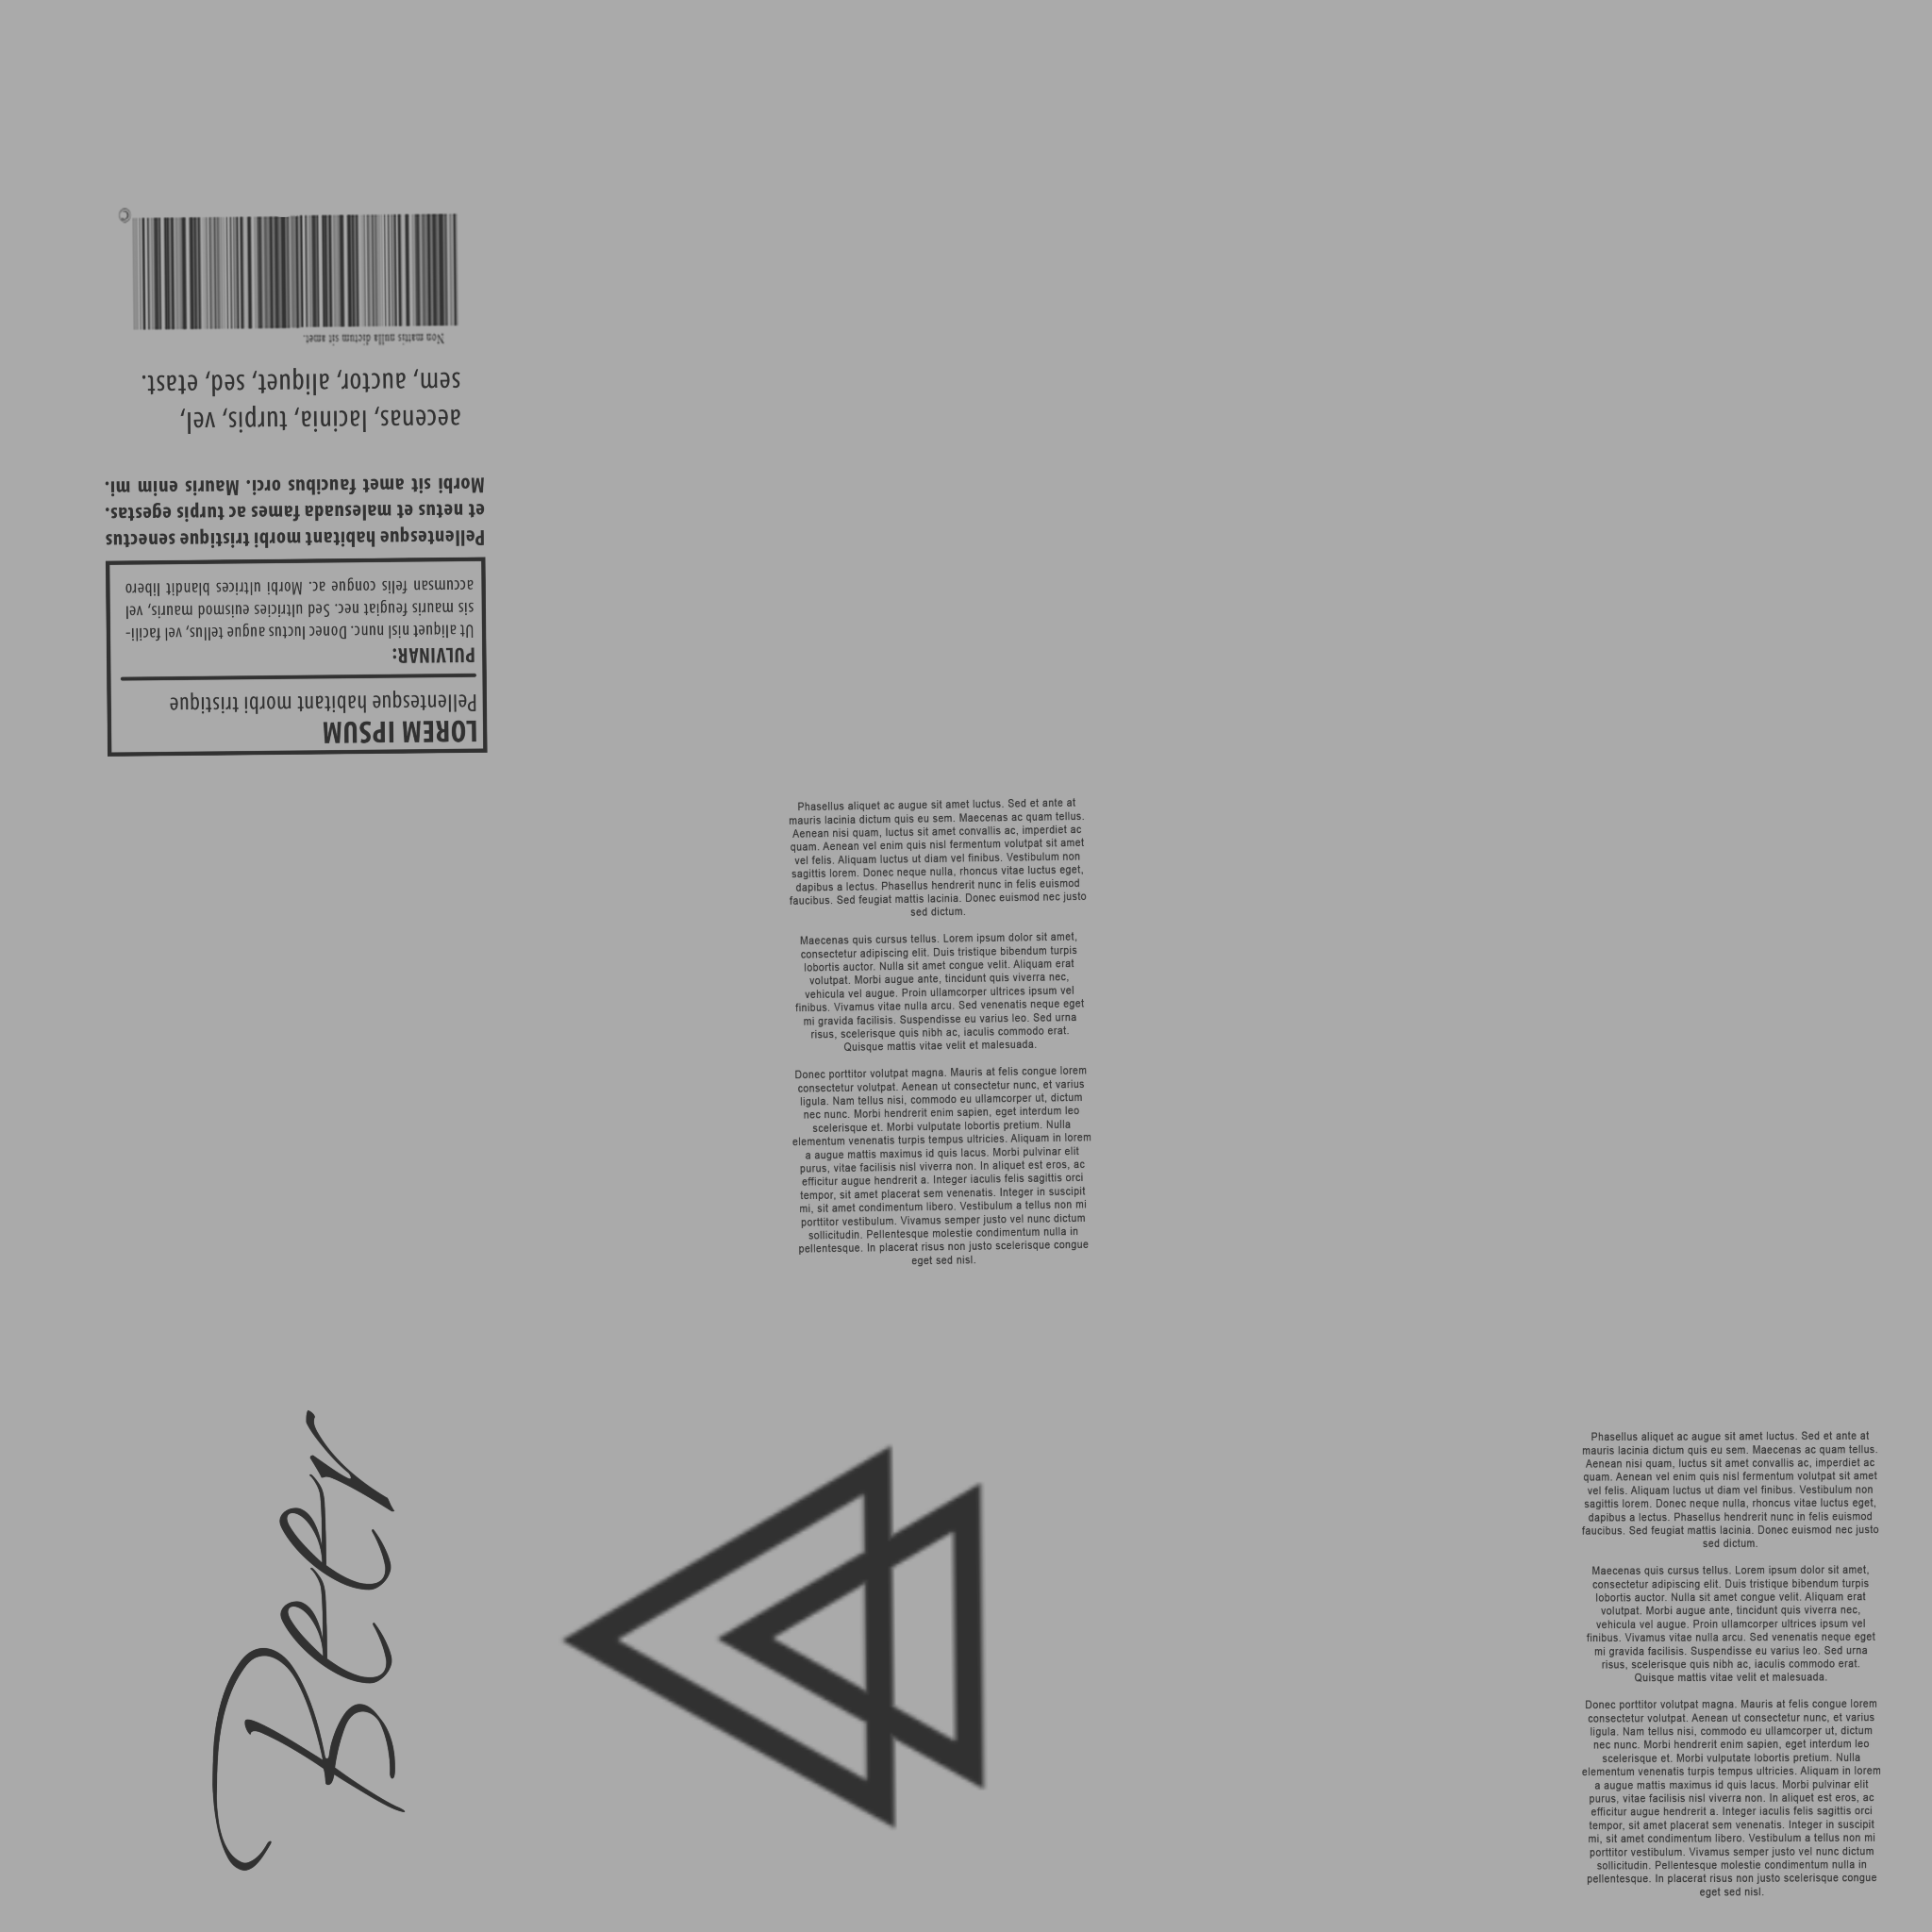 LOREM IPSUM
Pellentesque habitant morbi tristique
PULVINAR:
Ut aliquet nisl nunc. Donec luctus augue tellus, vel facili-
sis mauris feugiat nec. Sed ultricies euismod mauris, vel
accumsan felis congue ac. Morbi ultrices blandit libero
Pellentesque habitant morbi tristique senectus
et netus et malesuada fames ac turpis egestas.
Morbi sit amet faucibus orci. Mauris enim mi.
aecenas, lacinia, turpis, vel,
sem, auctor, aliquet, sed, etast.
Non mattis nulla dictum sit amet.
Phasellus aliquet ac augue sit amet luctus. Sed et ante at
mauris lacinia dictum quis eu sem. Maecenas ac quam tellus.
Aenean nisi quam, luctus sit amet convallis ac, imperdiet ac
quam. Aenean vel enim quis nisl fermentum volutpat sit amet
vel felis. Aliquam luctus ut diam vel finibus. Vestibulum non
sagittis lorem. Donec neque nulla, rhoncus vitae luctus eget,
dapibus a lectus. Phasellus hendrerit nunc in felis euismod
faucibus. Sed feugiat mattis lacinia. Donec euismod nec justo
sed dictum.
Maecenas quis cursus tellus. Lorem ipsum dolor sit amet,
consectetur adipiscing elit. Duis tristique bibendum turpis
lobortis auctor. Nulla sit amet congue velit. Aliquam erat
volutpat. Morbi augue ante, tincidunt quis viverra nec,
vehicula vel augue. Proin ullamcorper ultrices ipsum vel
finibus. Vivamus vitae nulla arcu. Sed venenatis neque eget
mi gravida facilisis. Suspendisse eu varius leo. Sed urna
risus, scelerisque quis nibh ac, iaculis commodo erat.
Quisque mattis vitae velit et malesuada.
Donec porttitor volutpat magna. Mauris at felis congue lorem
consectetur volutpat. Aenean ut consectetur nunc, et varius
ligula. Nam tellus nisi, commodo eu ullamcorper ut, dictum
nec nunc. Morbi hendrerit enim sapien, eget interdum leo
scelerisque et. Morbi vulputate lobortis pretium. Nulla
elementum venenatis turpis tempus ultricies. Aliquam in lorem
a augue mattis maximus id quis lacus. Morbi pulvinar elit
purus, vitae facilisis nisl viverra non. In aliquet est eros, ac
efficitur augue hendrerit a. Integer iaculis felis sagittis orci
tempor, sit amet placerat sem venenatis. Integer in suscipit
mi, sit amet condimentum libero. Vestibulum a tellus non mi
porttitor vestibulum. Vivamus semper justo vel nunc dictum
sollicitudin. Pellentesque molestie condimentum nulla in
pellentesque. In placerat risus non justo scelerisque congue
eget sed nisl.
Beer
Phasellus aliquet ac augue sit amet luctus. Sed et ante at
mauris lacinia dictum quis eu sem. Maecenas ac quam tellus.
Aenean nisi quam, luctus sit amet convallis ac, imperdiet ac
quam. Aenean vel enim quis nisl fermentum volutpat sit amet
vel felis. Aliquam luctus ut diam vel finibus. Vestibulum non
sagittis lorem. Donec neque nulla, rhoncus vitae luctus eget,
dapibus a lectus. Phasellus hendrerit nunc in felis euismod
faucibus. Sed feugiat mattis lacinia. Donec euismod nec justo
sed dictum.
Maecenas quis cursus tellus. Lorem ipsum dolor sit amet,
consectetur adipiscing elit. Duis tristique bibendum turpis
lobortis auctor. Nulla sit amet congue velit. Aliquam erat
volutpat. Morbi augue ante, tincidunt quis viverra nec,
vehicula vel augue. Proin ullamcorper ultrices ipsum vel
finibus. Vivamus vitae nulla arcu. Sed venenatis neque eget
mi gravida facilisis. Suspendisse eu varius leo. Sed urna
risus, scelerisque quis nibh ac, iaculis commodo erat.
Quisque mattis vitae velit et malesuada.
Donec porttitor volutpat magna. Mauris at felis congue lorem
consectetur volutpat. Aenean ut consectetur nunc, et varius
ligula. Nam tellus nisi, commodo eu ullamcorper ut, dictum
nec nunc. Morbi hendrerit enim sapien, eget interdum leo
scelerisque et. Morbi vulputate lobortis pretium. Nulla
elementum venenatis turpis tempus ultricies. Aliquam in lorem
a augue mattis maximus id quis lacus. Morbi pulvinar elit
purus, vitae facilisis nisl viverra non. In aliquet est eros, ac
efficitur augue hendrerit a. Integer iaculis felis sagittis orci
tempor, sit amet placerat sem venenatis. Integer in suscipit
mi, sit amet condimentum libero. Vestibulum a tellus non mi
porttitor vestibulum. Vivamus semper justo vel nunc dictum
sollicitudin. Pellentesque molestie condimentum nulla in
pellentesque. In placerat risus non justo scelerisque congue
eget sed nisl.